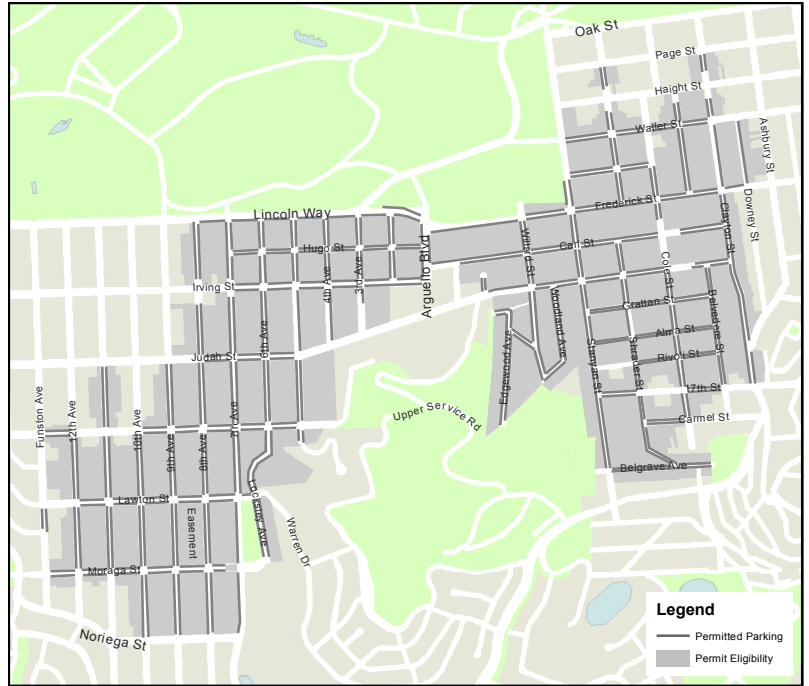 Oak St
Page St
Haight St
Waller St
Ashbury St
Downey St
Frederick St
Clayton St
Lincoln Way
Hugo St
Arguello Blvd
Willard St
Carl St
Cole St
4th Ave
3rd Ave
Irving St
Grattan St
Belvedere St
Woodland Ave
Alma St
6th Ave
Judah St
Edgewood Ave
Stanyan St
Shrader St
Rivoli St
17th St
Funston Ave
12th Ave
10th Ave
9th Ave
8th Ave
7th Ave
Upper Service Rd
Carmel St
Belgrave Ave
Lawton St
Easement
Locksley Ave
Warren Dr
Moraga St
Noriega St
Legend
Permitted Parking
Permit Eligibility